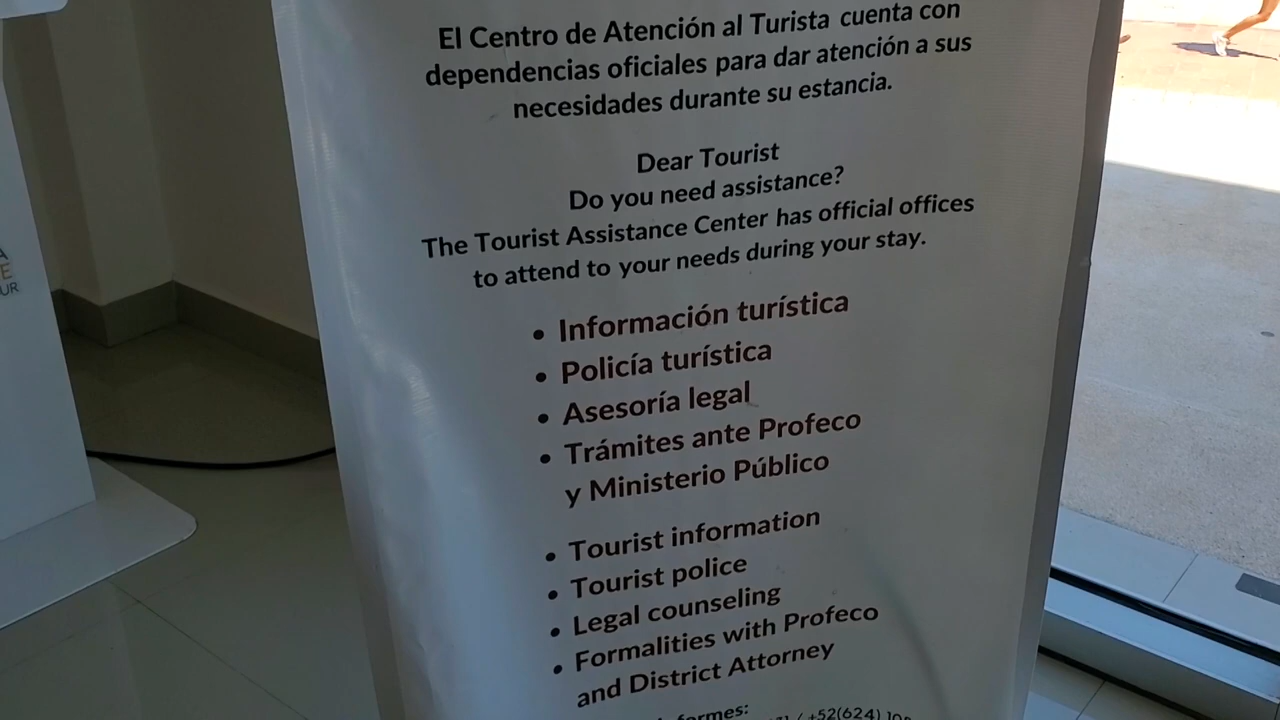 El Centro de Atención al Turista cuenta con
dependencias oficiales para dar atención a sus
necesidades durante su estancia.
Dear Tourist
Do you need assistance?
The Tourist Assistance Center has official offices
to attend to your needs during your stay.
• Información turística
• Policía turística
• Asesoría legal
• Trámites ante Profeco
y Ministerio Público
• Tourist information
• Tourist police
• Legal counseling
• Formalities with Profeco
and District Attorney
+52(624)